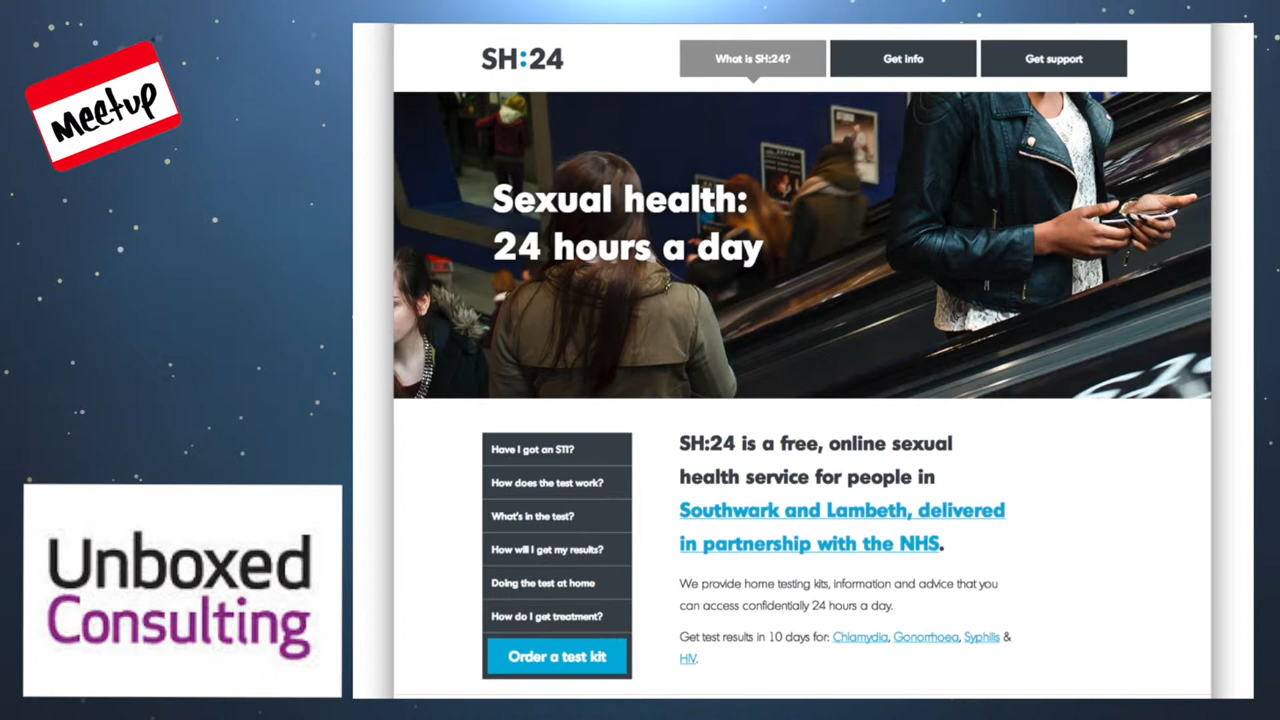 Meetup
SH:24
What is SH:24?
Get info
Get support
Sexual health:
24 hours a day
Have I got an STI?
How does the test work?
What's in the test?
How will I get my results?
Doing the test at home
How do I get treatment?
Order a test kit
SH:24 is a free, online sexual
health service for people in
Southwark and Lambeth, delivered
in partnership with the NHS.
We provide home testing kits, information and advice that you
can access confidentially 24 hours a day.
Get test results in 10 days for: Chlamydia, Gonorrhoea, Syphilis &
HIV.
Unboxed
Consulting